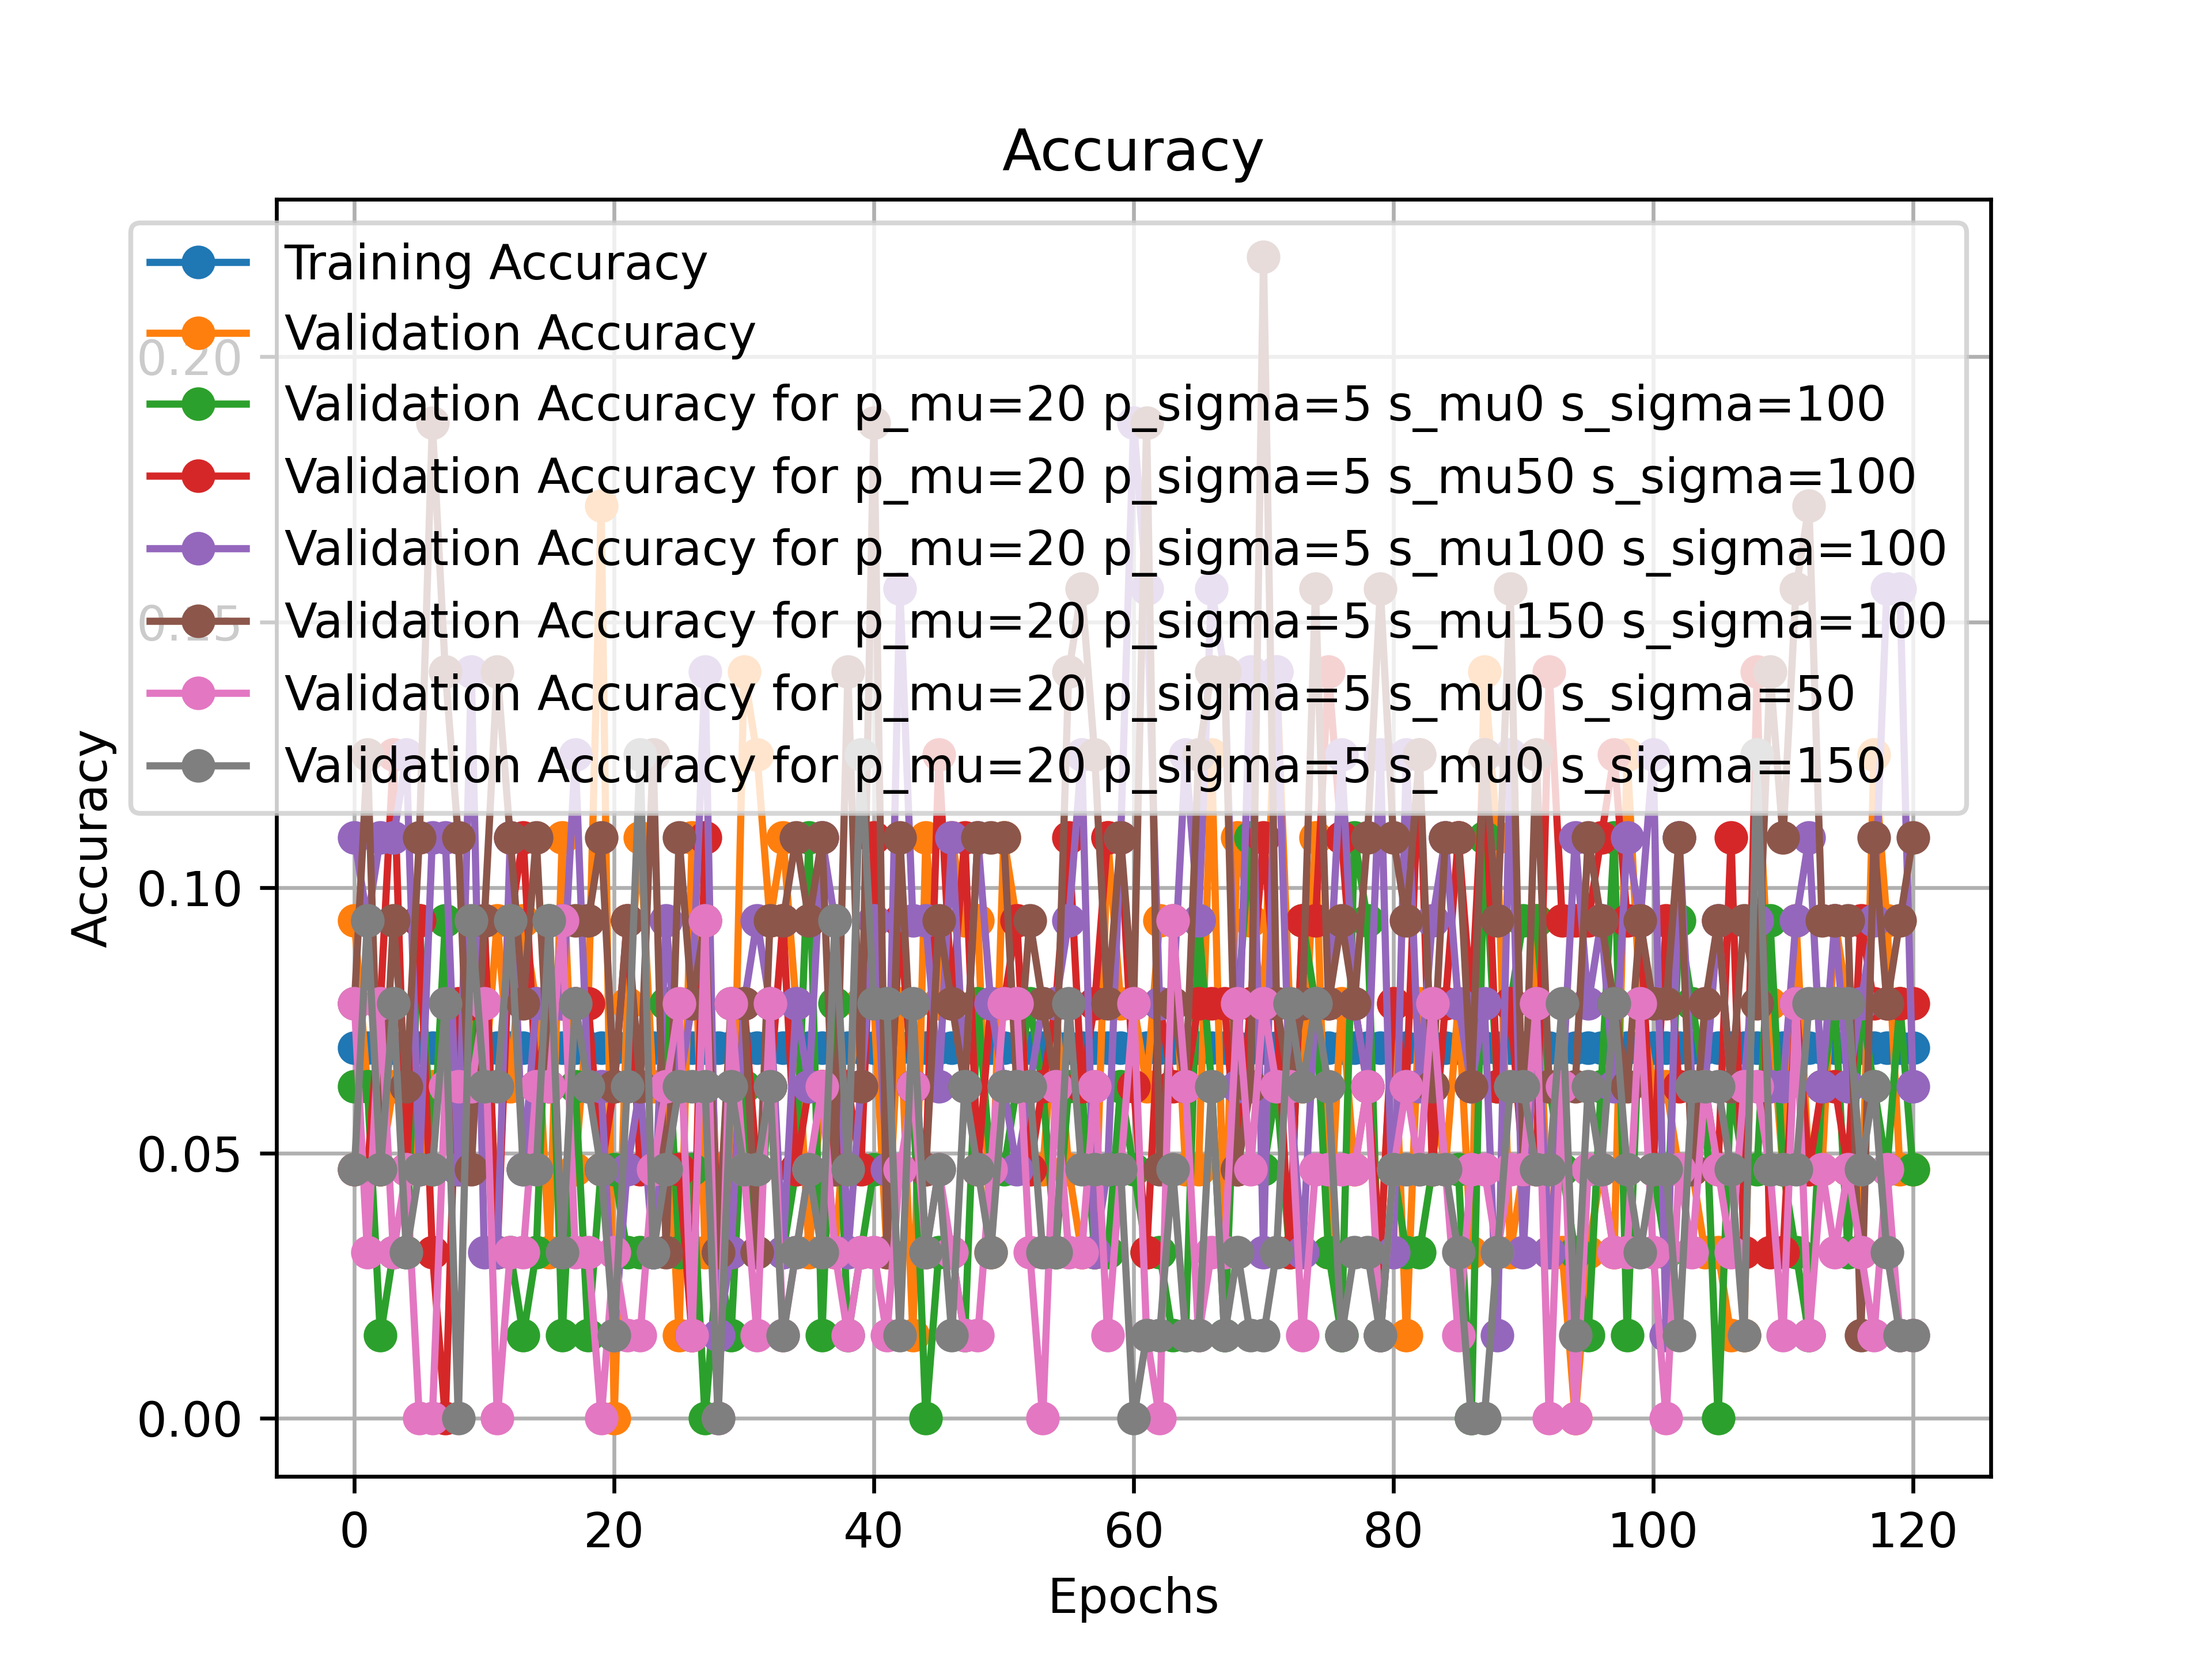 Accuracy
Training Accuracy
Validation Accuracy
Validation Accuracy for p_mu=20 p_sigma=5 s_mu0 s_sigma=100
Validation Accuracy for p_mu=20 p_sigma=5 s_mu50 s_sigma=100
Validation Accuracy for p_mu=20 p_sigma=5 s_mu100 s_sigma=100
Validation Accuracy for p_mu=20 p_sigma=5 s_mu150 s_sigma=100
Validation Accuracy for p_mu=20 p_sigma=5 s_mu0 s_sigma=50
Validation Accuracy for p_mu=20 p_sigma=5 s_mu0 s_sigma=150
0.20
0.15
0.10
0.05
0.00
Accuracy
0 20 40 60 80 100 120
Epochs